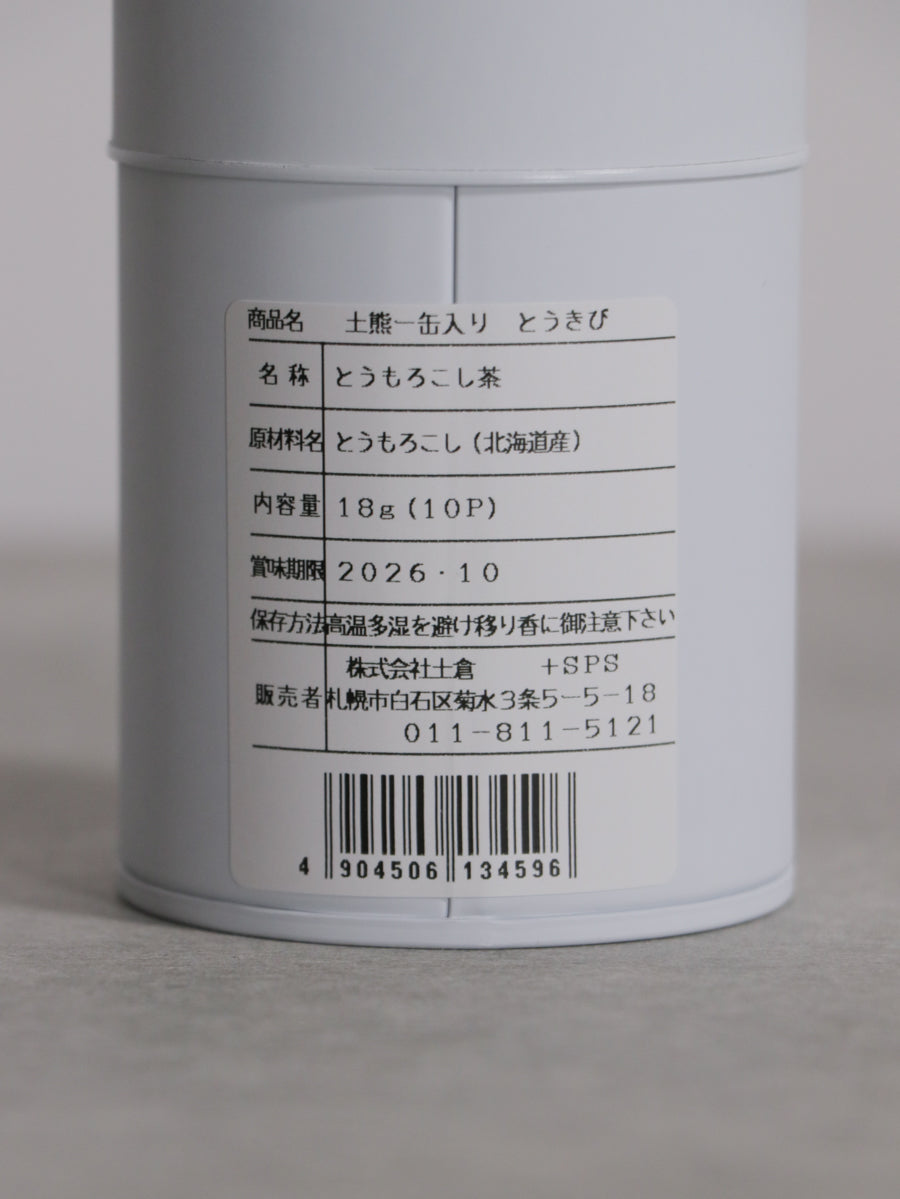 商品名 土熊一缶入り とうきび
名称 とうもろこし茶
原材料名 とうもろこし(北海道産)
内容量 18g(10P)
賞味期限 2026・10
保存方法 高温多湿を避け移り香に御注意下さい
株式会社土倉 +SPS
販売者 札幌市白石区菊水3条5-5-18
011-811-5121
4 904506 134596